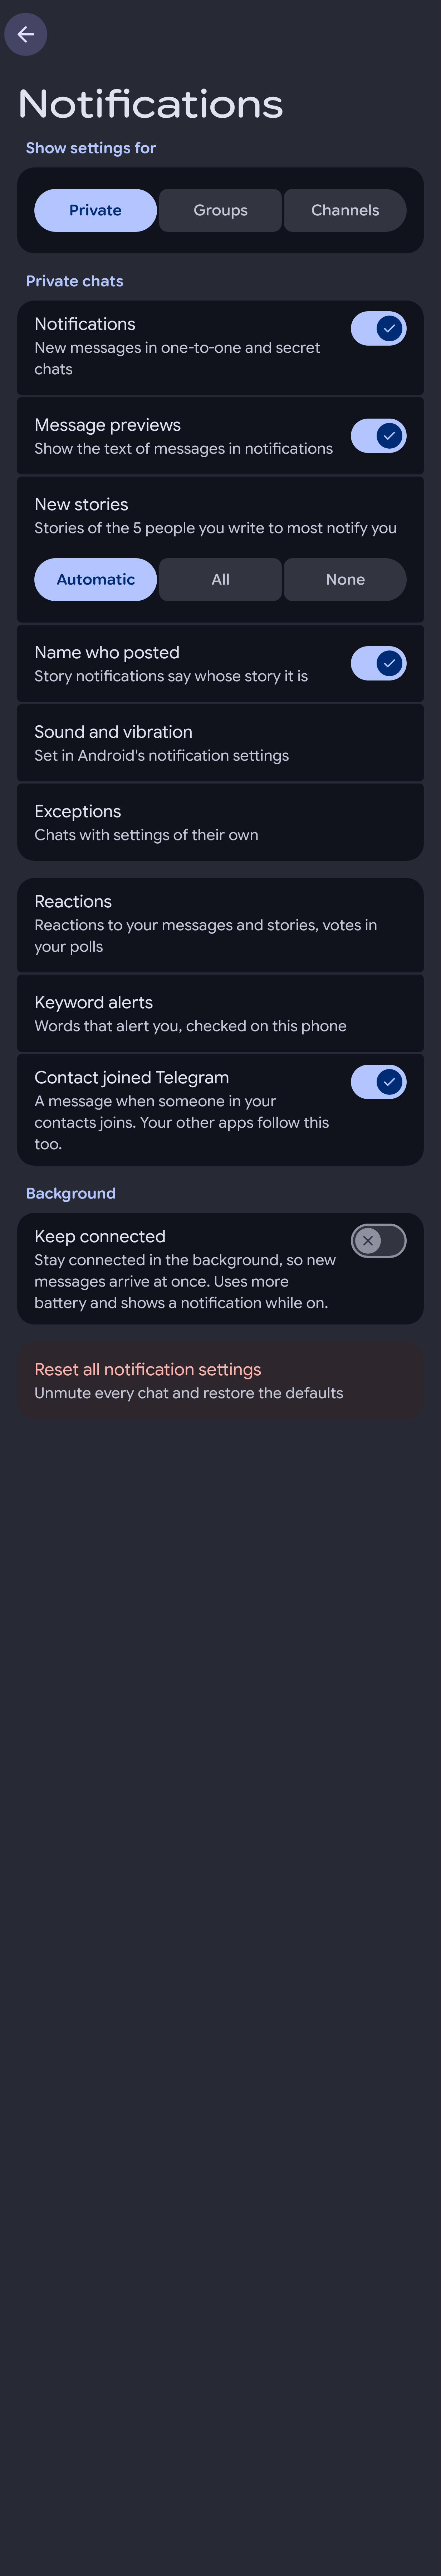 Notifications
Show settings for
Private
Groups
Channels
Private chats
Notifications
New messages in one-to-one and secret
chats
Message previews
Show the text of messages in notifications
New stories
Stories of the 5 people you write to most notify you
Automatic
All
None
Name who posted
Story notifications say whose story it is
Sound and vibration
Set in Android's notification settings
Exceptions
Chats with settings of their own
Reactions
Reactions to your messages and stories, votes in
your polls
Keyword alerts
Words that alert you, checked on this phone
Contact joined Telegram
A message when someone in your
contacts joins. Your other apps follow this
too.
Background
Keep connected
Stay connected in the background, so new
messages arrive at once. Uses more
battery and shows a notification while on.
Reset all notification settings
Unmute every chat and restore the defaults